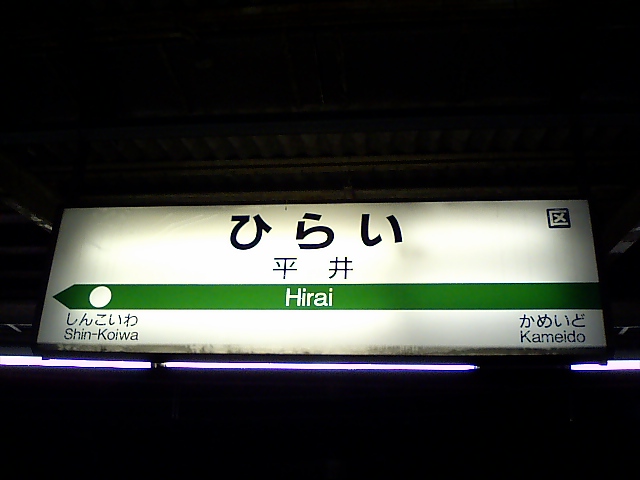 ひらい
区
平井
Hirai
しんこいわ
Shin-Koiwa
かめいど
Kameido